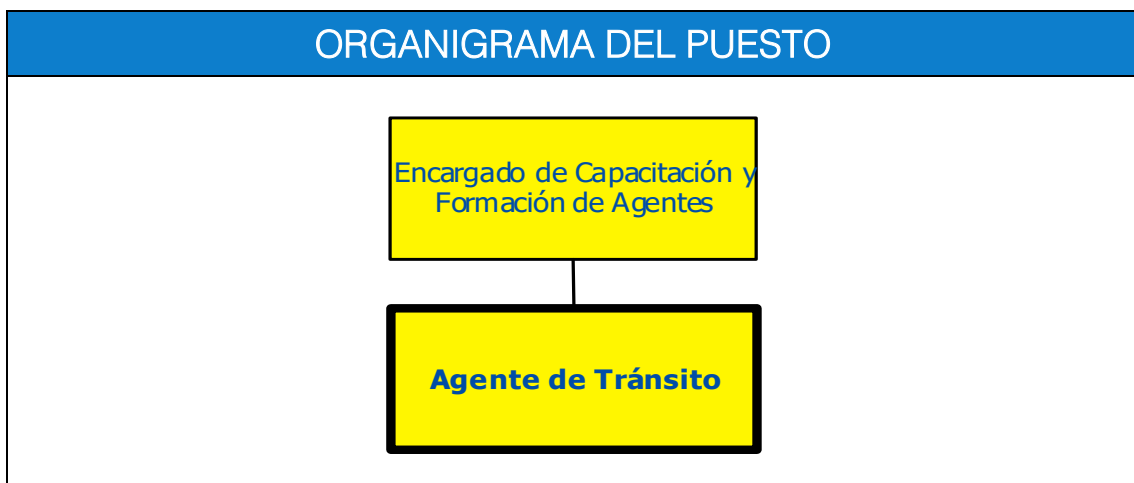 ORGANIGRAMA DEL PUESTO
Encargado de Capacitación y
Formación de Agentes
Agente de Tránsito